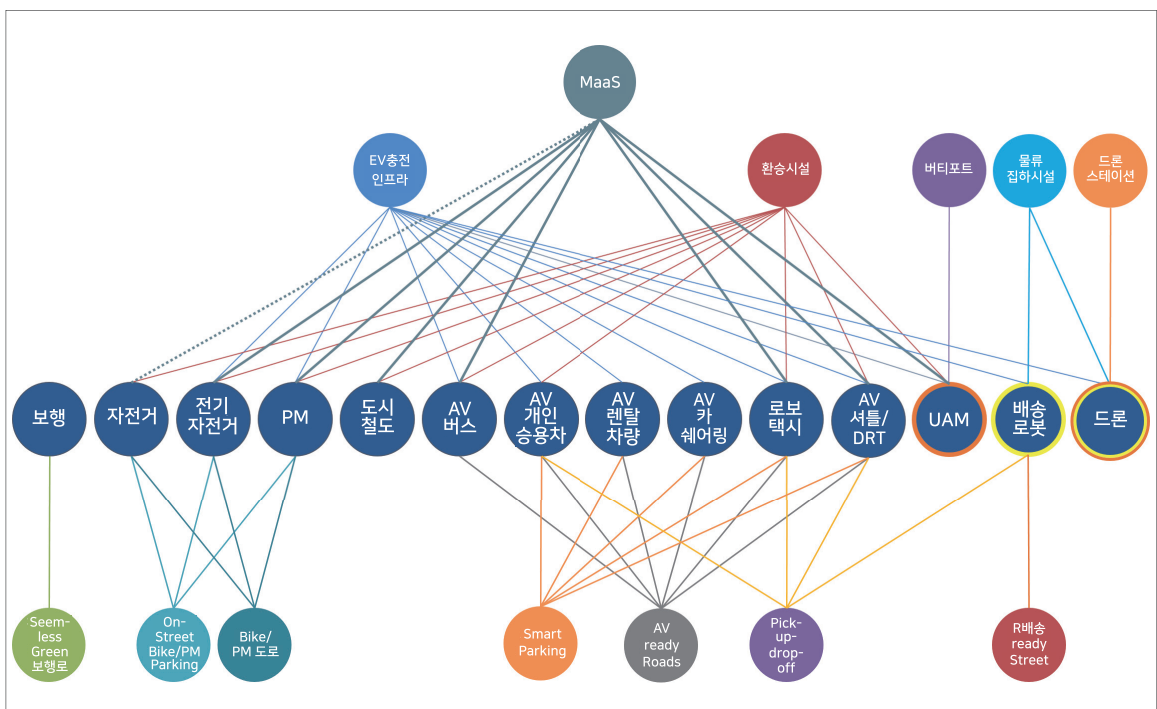 MaaS
EV충전
인프라
환승시설
버티포트
물류
집하시설
드론
스테이션
보행
자전거
전기
자전거
PM
도시
철도
AV
버스
AV
개인
승용차
AV
렌탈
차량
AV
카
쉐어링
로보
택시
AV
셔틀/
DRT
UAM
배송
로봇
드론
Seem-
less
Green
보행로
On-
Street
Bike/PM
Parking
Bike/
PM 도로
Smart
Parking
AV
ready
Roads
Pick-
up-
drop-
off
R배송
ready
Street